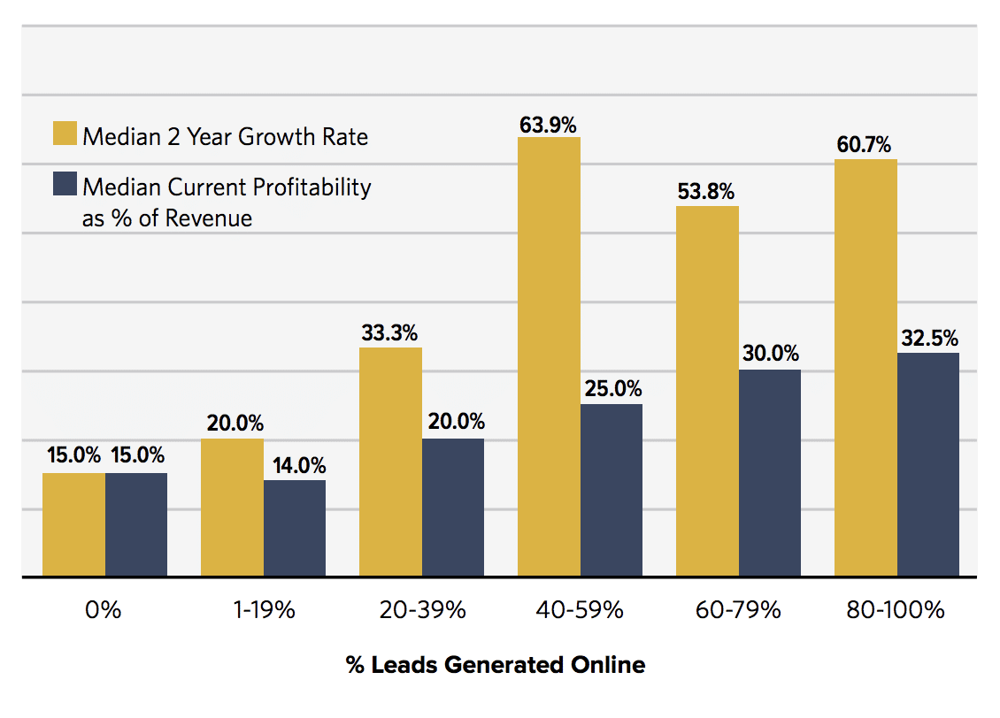 Median 2 Year Growth Rate
Median Current Profitability
as % of Revenue
15.0% 15.0%
20.0% 14.0%
33.3% 20.0%
63.9% 25.0%
53.8% 30.0%
60.7% 32.5%
0% 1-19% 20-39% 40-59% 60-79% 80-100%
% Leads Generated Online